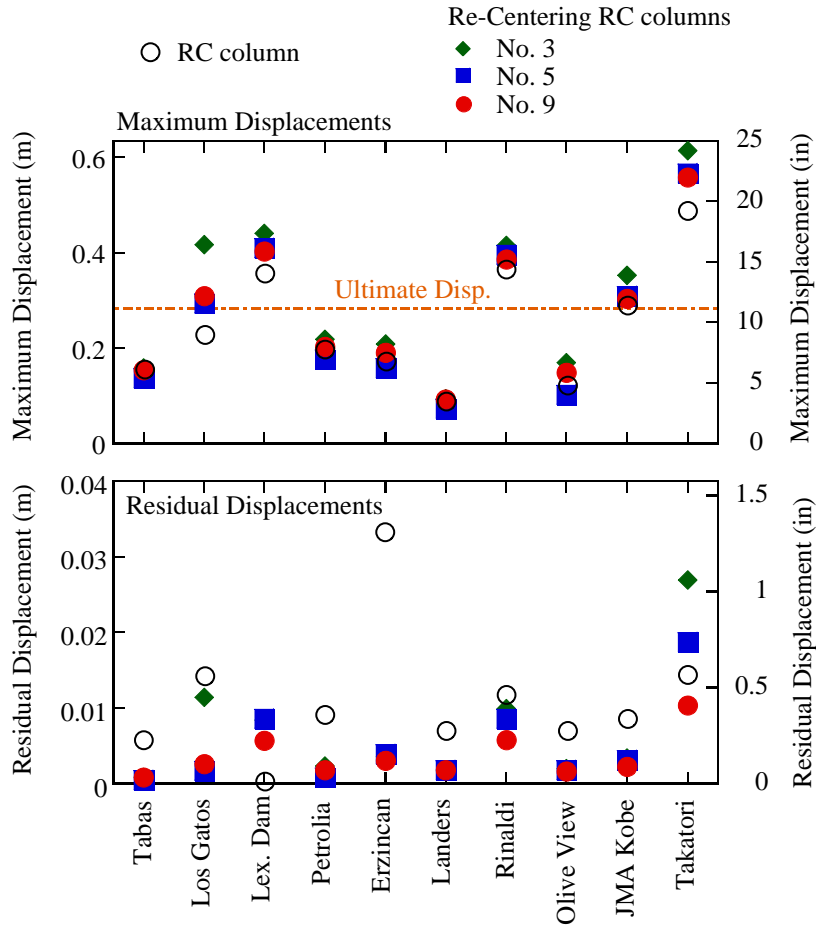 Re-Centering RC columns
RC column
No. 3
No. 5
No. 9
Maximum Displacements
Maximum Displacement (m)
0.6
0.4
0.2
0
Ultimate Disp.
25
20
15
10
5
0
Maximum Displacement (in)
Residual Displacements
Residual Displacement (m)
0.04
0.03
0.02
0.01
0
1.5
1
0.5
0
Residual Displacement (in)
Tabas
Los Gatos
Lex. Dam
Petrolia
Erzincan
Landers
Rinaldi
Olive View
JMA Kobe
Takatori